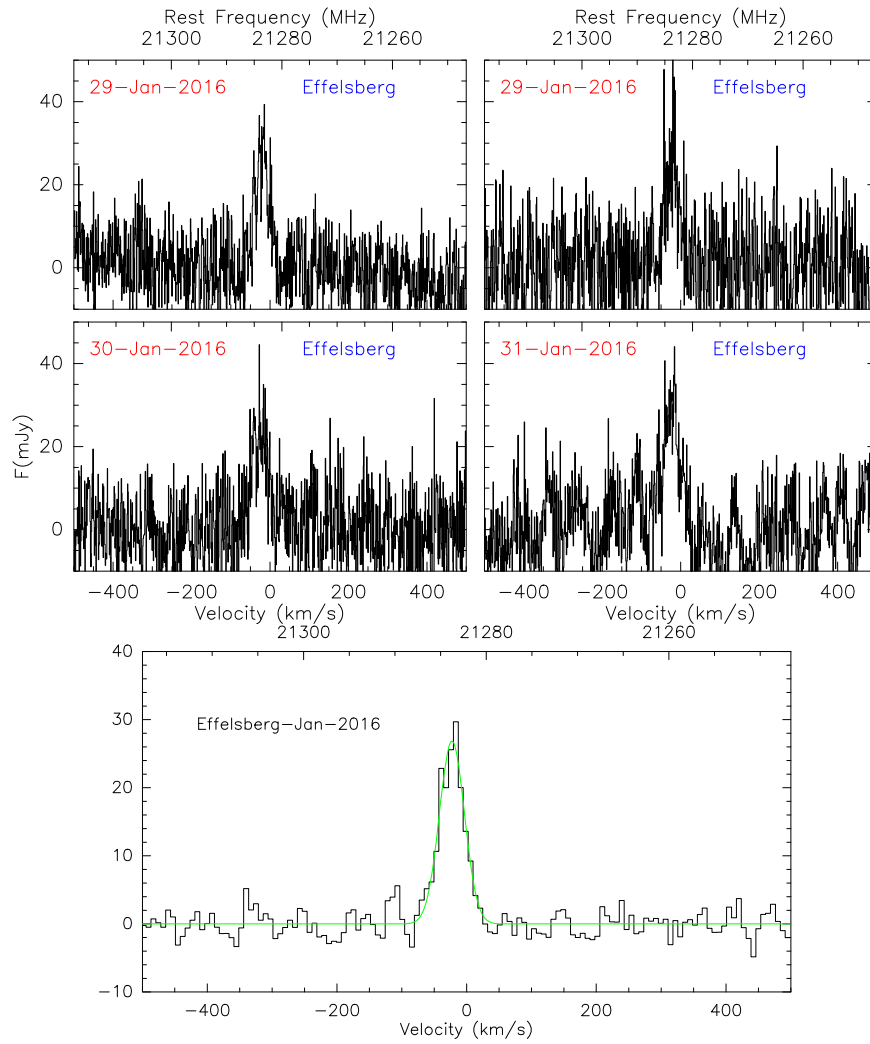 Rest Frequency (MHz) Rest Frequency (MHz)
21300 21280 21260 21300 21280 21260
40 29-Jan-2016 Effelsberg 29-Jan-2016 Effelsberg
20
0
40 30-Jan-2016 Effelsberg 31-Jan-2016 Effelsberg
F(mJy)
20
0
−400 −200 0 200 400 −400 −200 0 200 400
Velocity (km/s) Velocity (km/s)
21300 21280 21260
40
30 Effelsberg-Jan-2016
20
10
0
−10
−400 −200 0 200 400
Velocity (km/s)